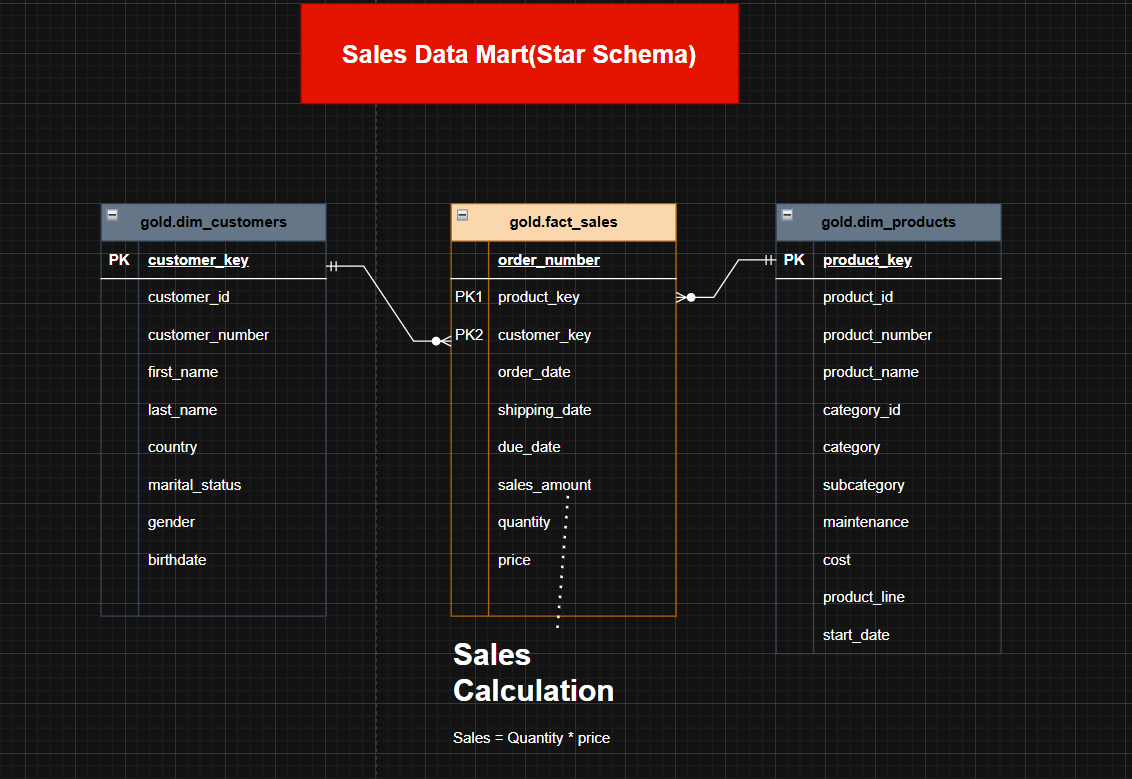 Sales Data Mart(Star Schema)
gold.dim_customers
PK customer_key
customer_id
customer_number
first_name
last_name
country
marital_status
gender
birthdate
gold.fact_sales
order_number
PK1 product_key
PK2 customer_key
order_date
shipping_date
due_date
sales_amount
quantity
price
gold.dim_products
PK product_key
product_id
product_number
product_name
category_id
category
subcategory
maintenance
cost
product_line
start_date
Sales
Calculation
Sales = Quantity * price